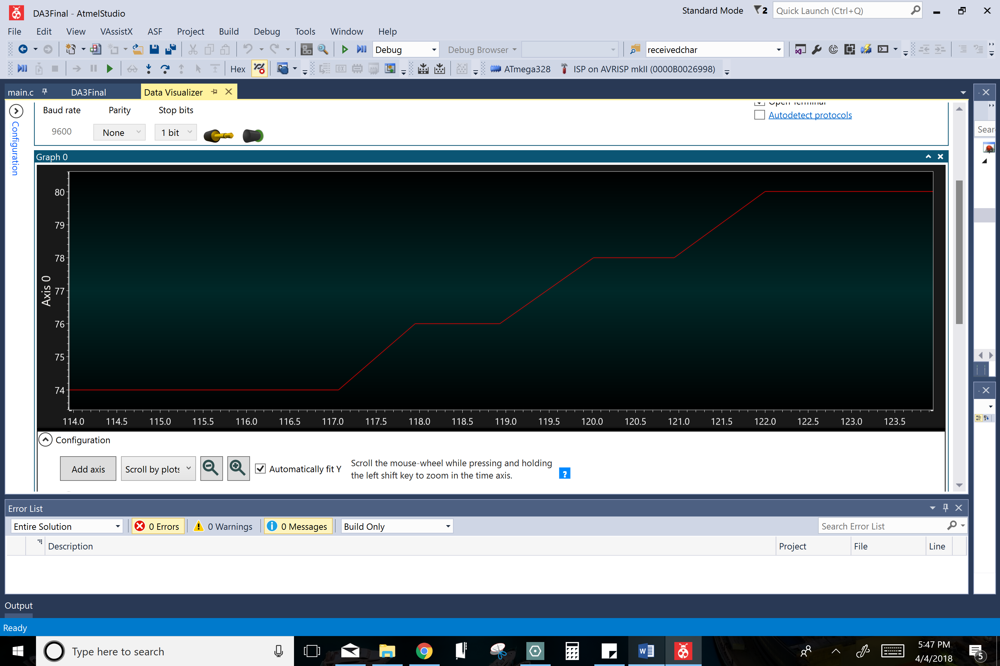 DA3Final - AtmelStudio
Standard Mode
2
Quick Launch (Ctrl+Q)
File Edit View VAssistX ASF Project Build Debug Tools Window Help
Debug
Debug Browser
receivedchar
Hex
ATmega328
ISP on AVRISP mkII (0000B0026998)
main.c
DA3Final
Data Visualizer
Configuration
Baud rate Parity Stop bits
Open Terminal
Autodetect protocols
9600 None 1 bit
Graph 0
Axis 0
80
79
78
77
76
75
74
114.0 114.5 115.0 115.5 116.0 116.5 117.0 117.5 118.0 118.5 119.0 119.5 120.0 120.5 121.0 121.5 122.0 122.5 123.0 123.5
Configuration
Add axis
Scroll by plots
Automatically fit Y
Scroll the mouse-wheel while pressing and holding
the left shift key to zoom in the time axis.
?
Sear
Error List
Entire Solution
0 Errors
0 Warnings
0 Messages
Build Only
Search Error List
Description Project File Line
Output
Ready
Type here to search
5:47 PM
4/4/2018
5